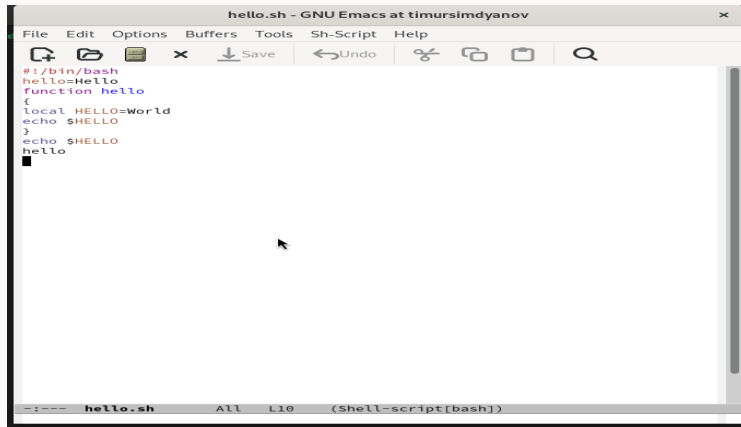 hello.sh - GNU Emacs at timursimdyanov ×
File Edit Options Buffers Tools Sh-Script Help
Save Undo
#!/bin/bash
hello=Hello
function hello
{
local HELLO=World
echo $HELLO
}
echo $HELLO
hello
-:--- hello.sh All L10 (Shell-script[bash])